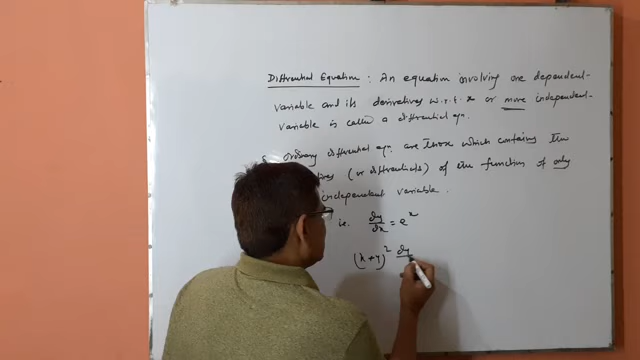 Differential Equation : An equation involving one dependent-
variable and its derivatives w.r.t. x or more independent-
variable is called a differential eqn.
ordinary differential eqn. are those which contains the
(or differentials) of the function of only
independent variable.
i.e. dy/dx = e^x
(x+y)^2 dy